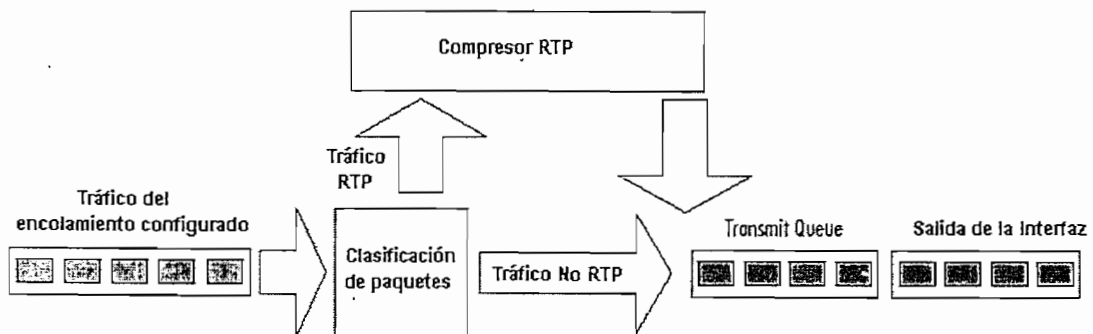 Compresor RTP
Tráfico
RTP
Tráfico del
encolamiento configurado
Clasificación
de paquetes
Tráfico No RTP
Transmit Queue
Salida de la Interfaz